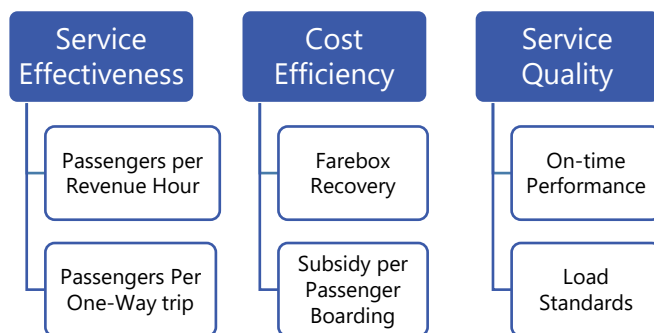 Service
Effectiveness
Passengers per
Revenue Hour
Passengers Per
One-Way trip
Cost
Efficiency
Farebox
Recovery
Subsidy per
Passenger
Boarding
Service
Quality
On-time
Performance
Load
Standards